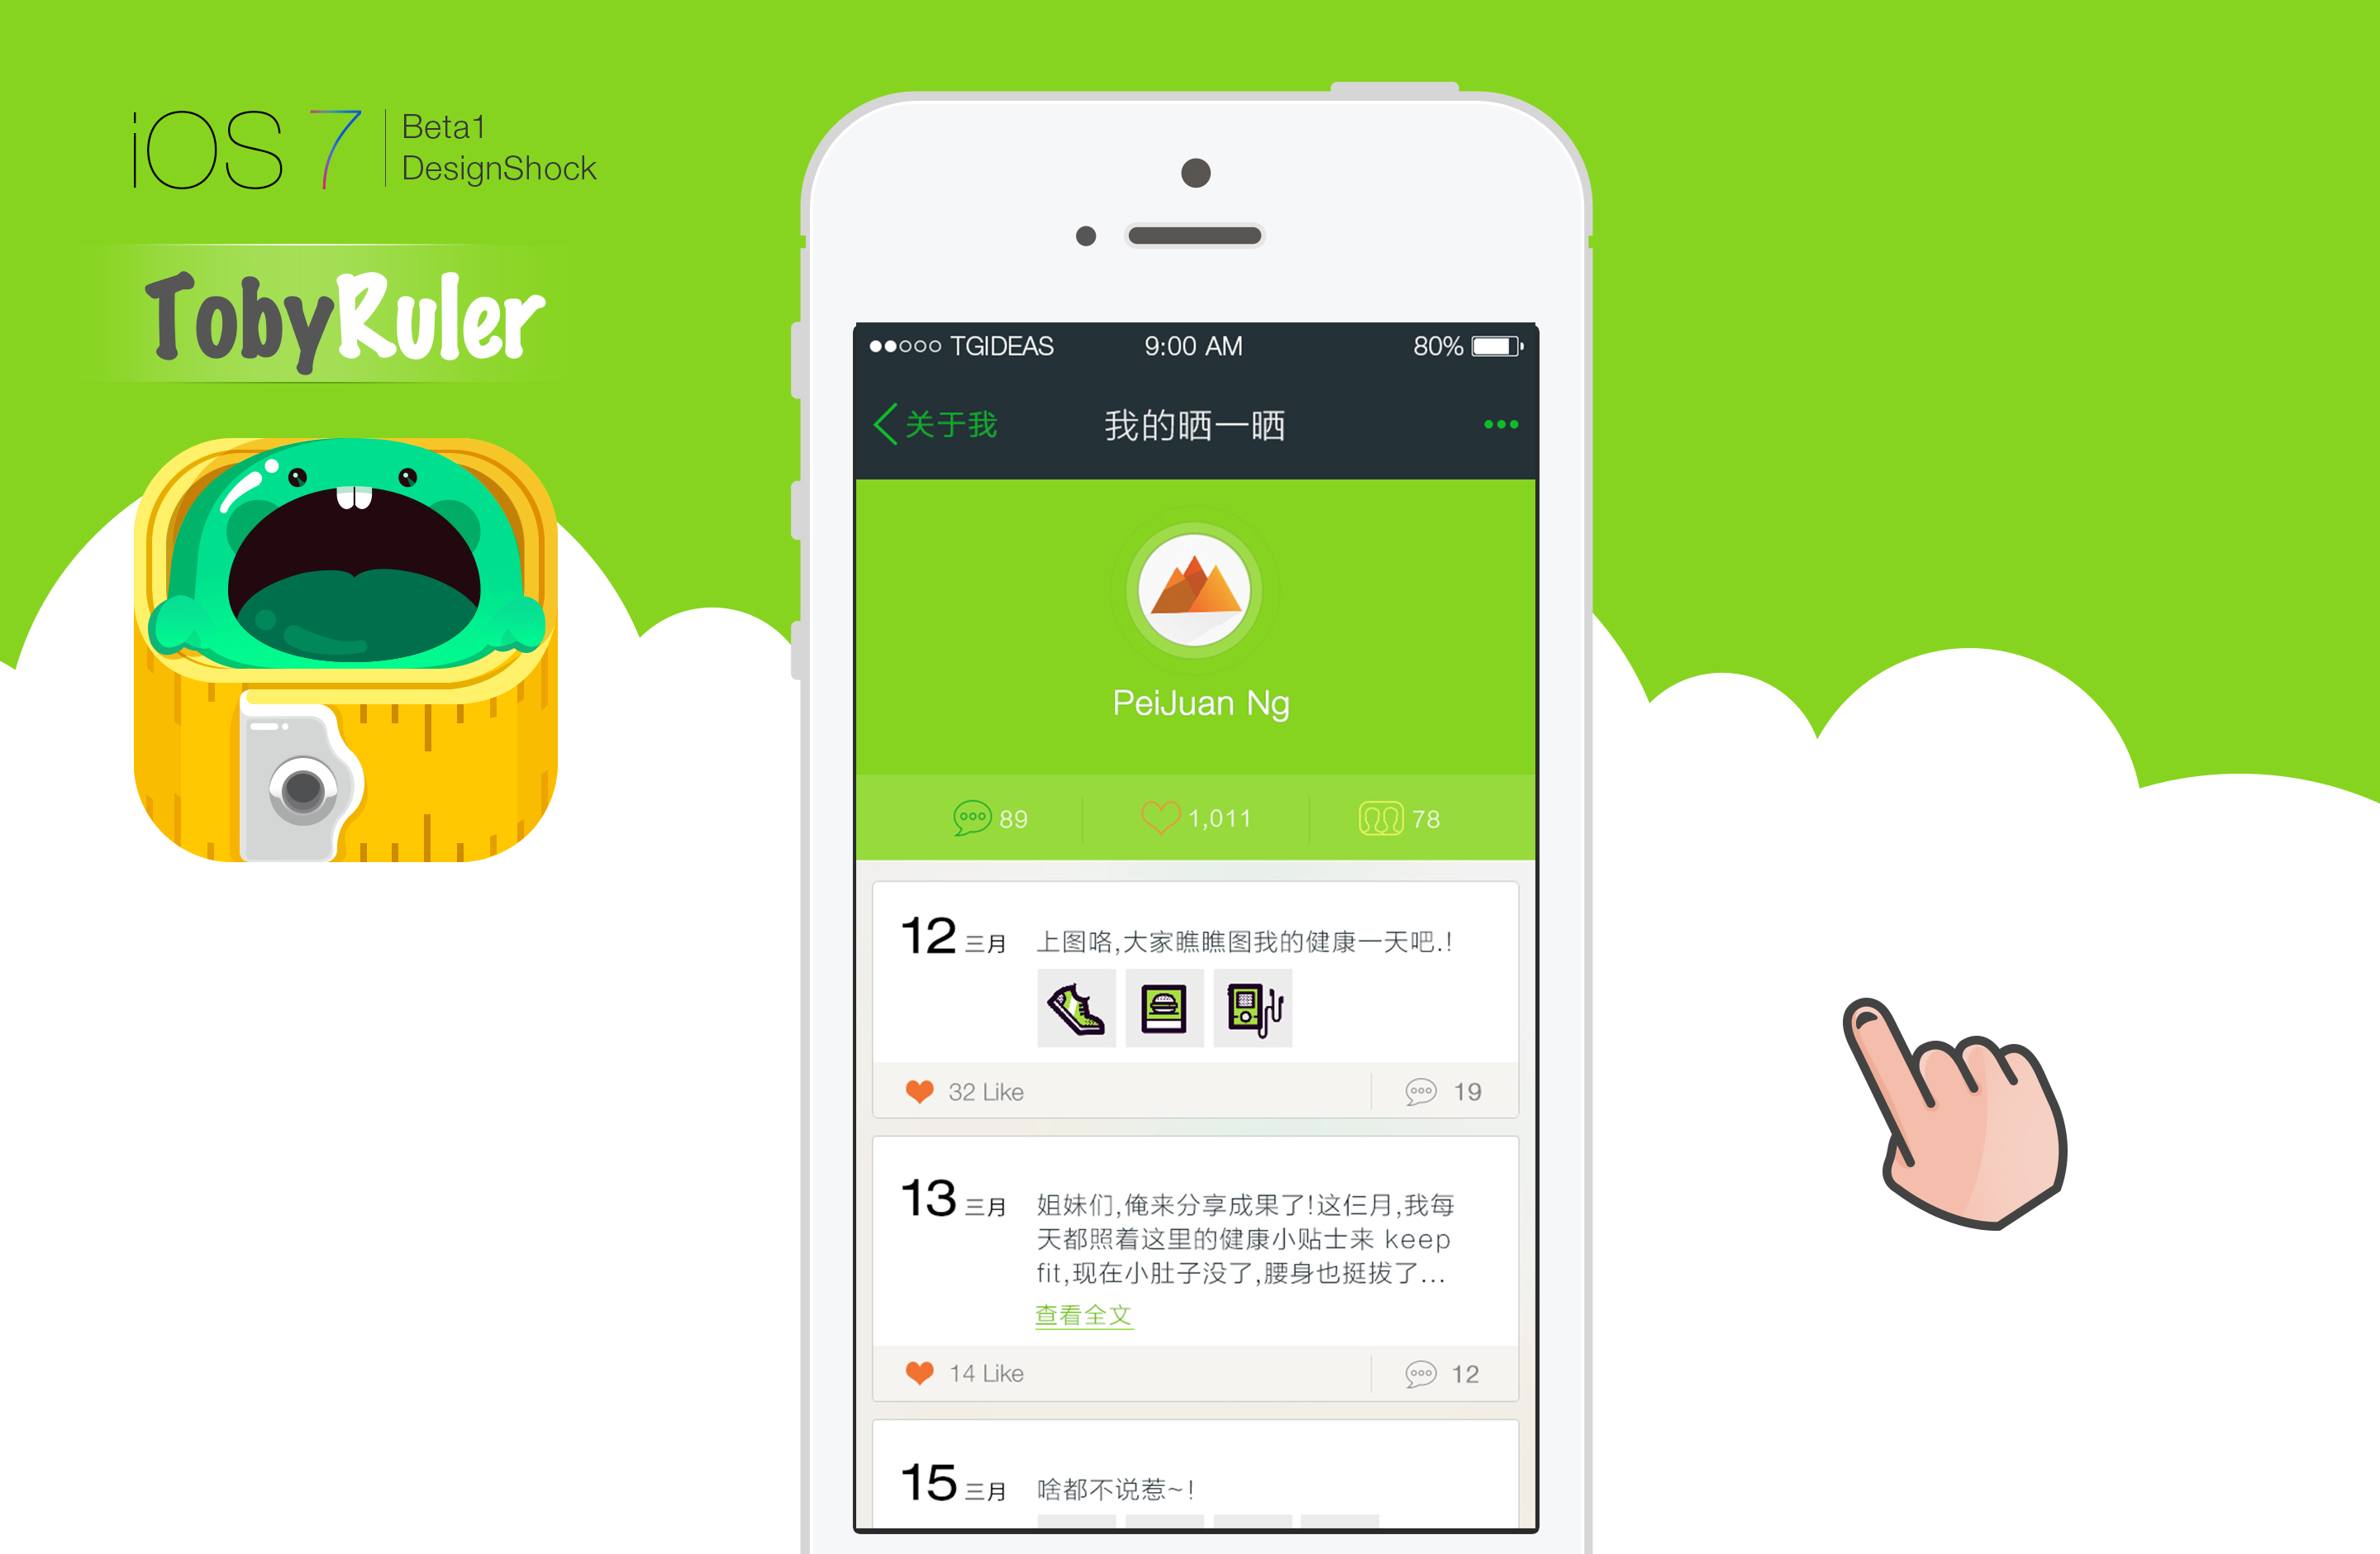 iOS 7
Beta1
DesignShock
TobyRuler
TGIDEAS 9:00 AM 80%
关于我 我的晒一晒
PeiJuan Ng
89 1,011 78
12 三月
上图咯,大家瞧瞧图我的健康一天吧.!
32 Like 19
13 三月
姐妹们,俺来分享成果了!这仨月,我每
天都照着这里的健康小贴士来 keep
fit,现在小肚子没了,腰身也挺拔了...
查看全文
14 Like 12
15 三月
啥都不说惹~!